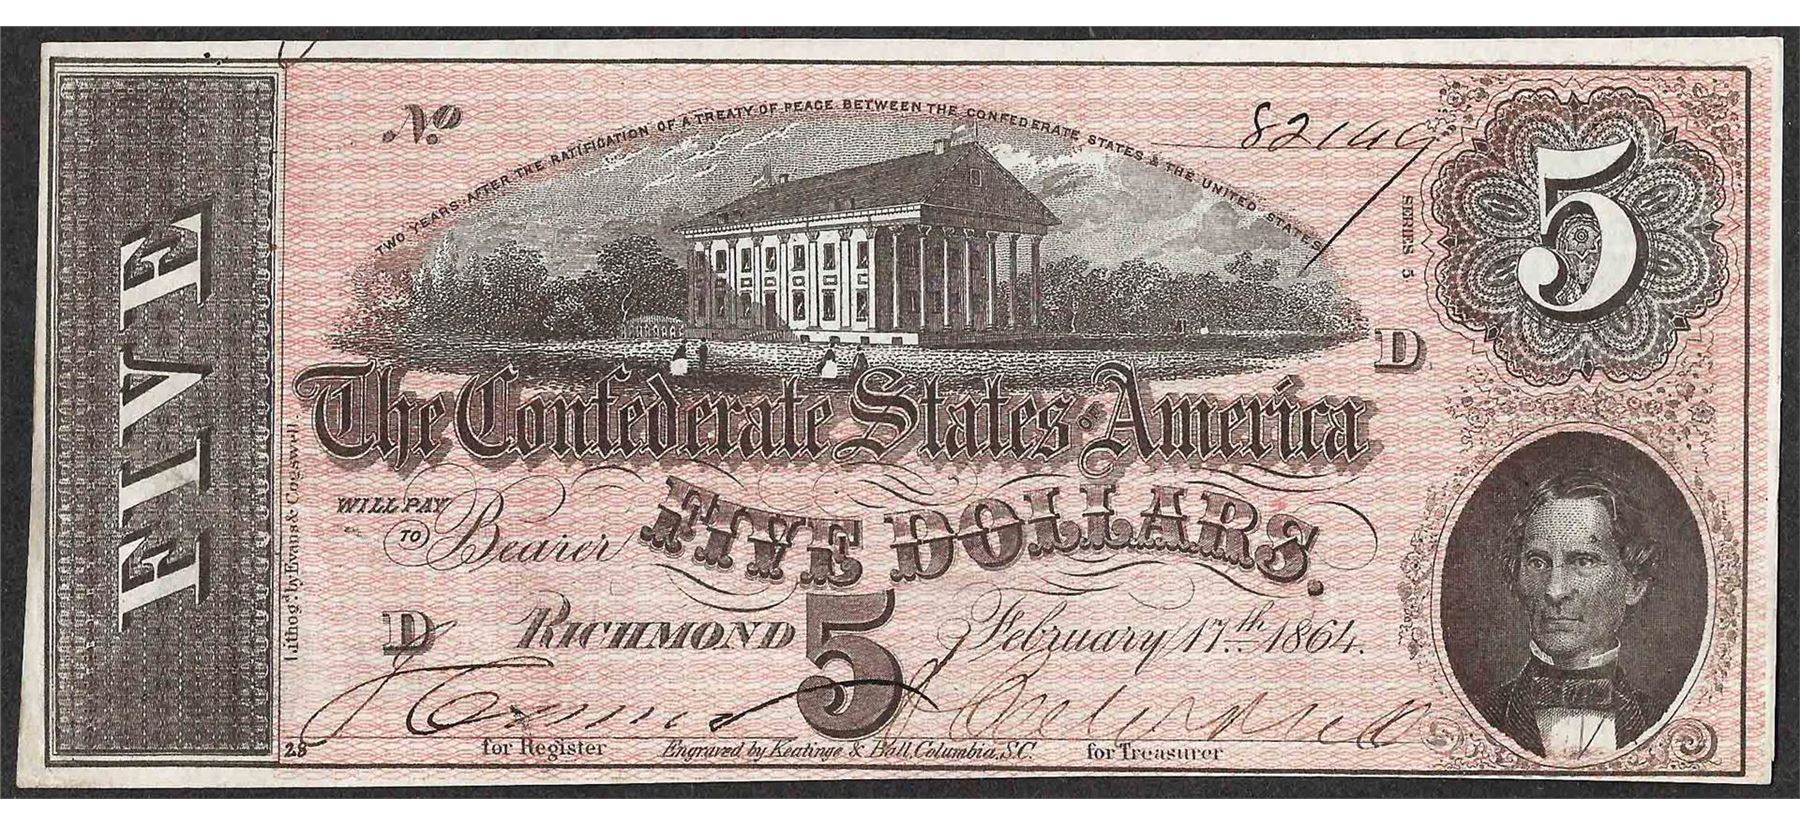 FIVE
No 82149
TWO YEARS AFTER THE RATIFICATION OF A TREATY OF PEACE BETWEEN THE CONFEDERATE STATES & THE UNITED STATES
SERIES 5
5
D
The Confederate States of America
WILL PAY
TO Bearer FIVE DOLLARS.
D RICHMOND 5 February 17th 1864.
28 for Register Engraved by Keatinge & Ball, Columbia, S.C. for Treasurer
Lithog'd by Evans & Cogswell